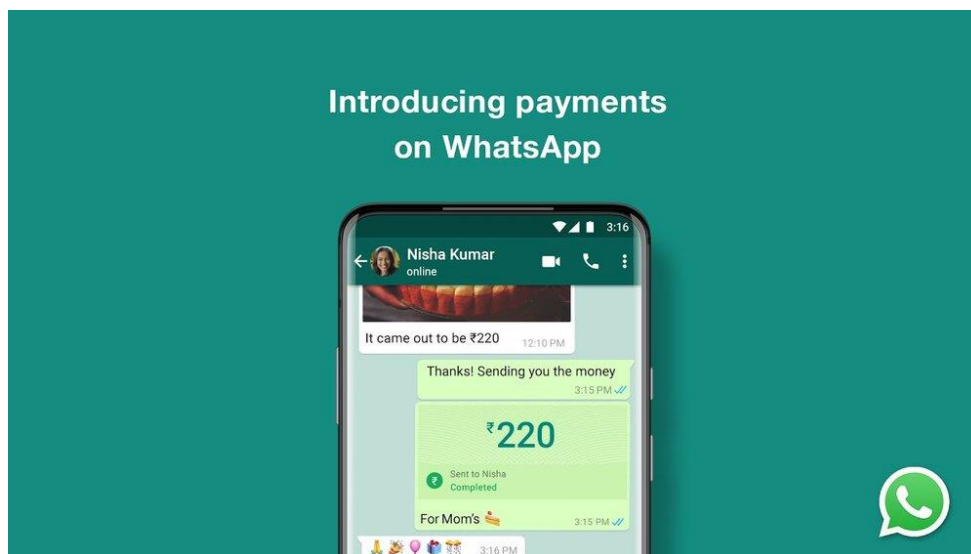 Introducing payments
on WhatsApp
3:16
Nisha Kumar
online
It came out to be ₹220
12:10 PM
Thanks! Sending you the money
3:15 PM
₹220
₹
Sent to Nisha
Completed
For Mom's 🍰
3:15 PM
🙏 🎉 🎈 🎁 🎊
3:16 PM